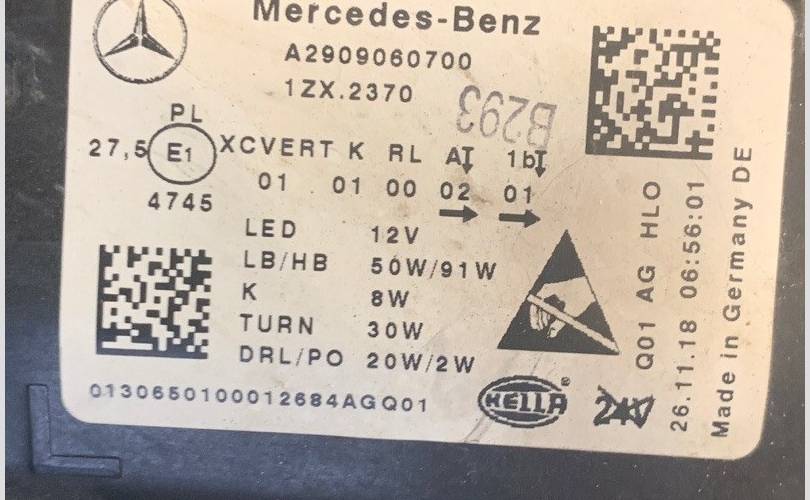 Mercedes-Benz
A2909060700
1ZX.2370
B293
PL
27,5 E1 XCVERT K RL A 1b
01 01 00 02 01
4745
LED 12V
LB/HB 50W/91W
K 8W
TURN 30W
DRL/PO 20W/2W
0130650100012684AGQ01
HELLA ®
24V
Q01 AG HLO
26.11.18 06:56:01
Made in Germany DE